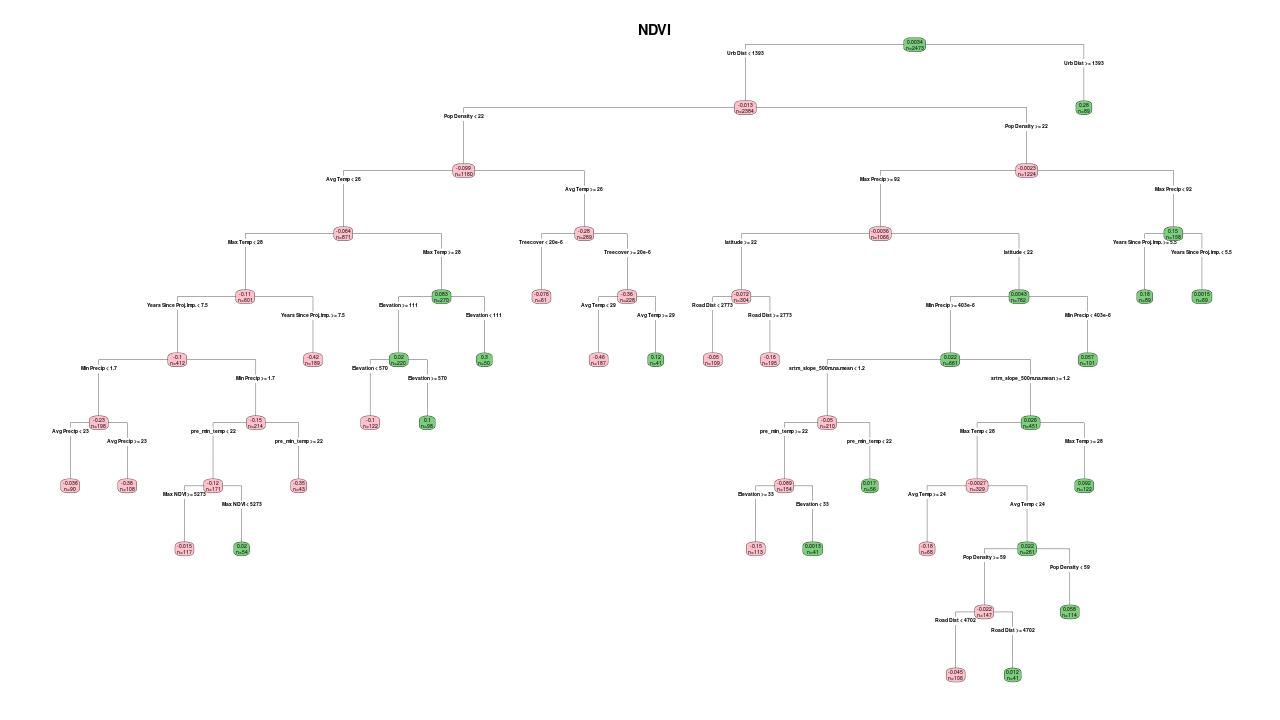 NDVI
0.0034
n=2473
Urb Dist < 1393
Urb Dist >= 1393
-0.013
n=2384
0.28
n=89
Pop Density < 22
Pop Density >= 22
-0.099
n=1160
-0.0023
n=1224
Avg Temp < 28
Avg Temp >= 28
Max Precip >= 92
Max Precip < 92
-0.064
n=871
-0.28
n=289
-0.0036
n=1066
0.15
n=158
Max Temp < 28
Max Temp >= 28
Treecover < 20e-6
Treecover >= 20e-6
latitude >= 22
latitude < 22
Years Since Proj.Imp. >= 5.5
Years Since Proj.Imp. < 5.5
-0.11
n=601
0.083
n=270
-0.078
n=61
-0.36
n=228
-0.072
n=304
0.0043
n=762
0.18
n=89
0.0015
n=69
Years Since Proj.Imp. < 7.5
Years Since Proj.Imp. >= 7.5
Elevation >= 111
Elevation < 111
Avg Temp < 29
Avg Temp >= 29
Road Dist < 2773
Road Dist >= 2773
Min Precip >= 403e-6
Min Precip < 403e-6
-0.1
n=412
-0.42
n=189
0.02
n=220
0.3
n=50
-0.46
n=187
0.12
n=41
-0.05
n=109
-0.16
n=195
0.022
n=661
0.057
n=101
Min Precip < 1.7
Min Precip >= 1.7
Elevation < 570
Elevation >= 570
srtm_slope_500m.na.mean < 1.2
srtm_slope_500m.na.mean >= 1.2
-0.23
n=198
-0.15
n=214
-0.1
n=122
0.1
n=98
-0.05
n=210
0.026
n=451
Avg Precip < 23
Avg Precip >= 23
pre_min_temp < 22
pre_min_temp >= 22
pre_min_temp >= 22
pre_min_temp < 22
Max Temp < 28
Max Temp >= 28
-0.036
n=90
-0.38
n=108
-0.12
n=171
-0.35
n=43
-0.089
n=154
0.017
n=56
-0.0027
n=329
0.092
n=122
Max NDVI >= 5273
Max NDVI < 5273
Elevation >= 33
Elevation < 33
Avg Temp >= 24
Avg Temp < 24
-0.015
n=117
0.02
n=54
-0.15
n=113
0.0013
n=41
-0.18
n=68
0.022
n=261
Pop Density >= 59
Pop Density < 59
-0.022
n=147
0.058
n=114
Road Dist < 4702
Road Dist >= 4702
-0.045
n=106
0.012
n=41